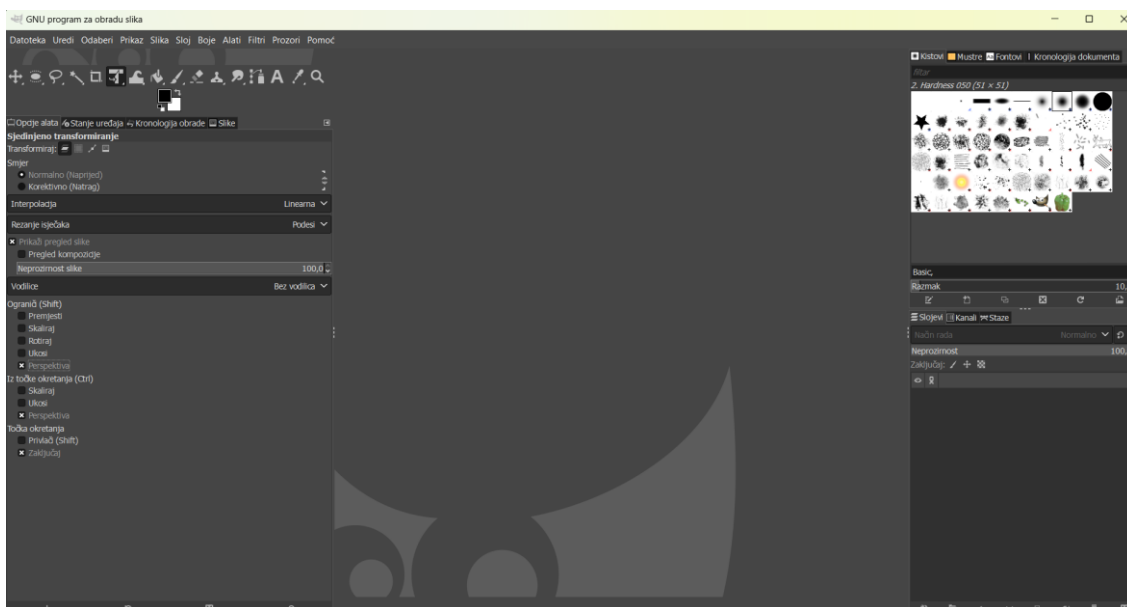 GNU program za obradu slika
Datoteka Uredi Odaberi Prikaz Slika Sloj Boje Alati Filtri Prozori Pomoć
Opcije alata Stanje uređaja Kronologija obrade Slike
Sjedinjeno transformiranje
Transformiraj:
Smjer
Normalno (Naprijed)
Korektivno (Natrag)
Interpolacija Linearna
Rezanje isječaka Podesi
Prikaži pregled slike
Pregled kompozicije
Neprozirnost slike 100,0
Vodilice Bez vodilica
Ograniči (Shift)
Premjesti
Skaliraj
Rotiraj
Ukosi
Perspektiva
Iz točke okretanja (Ctrl)
Skaliraj
Ukosi
Perspektiva
Točka okretanja
Privlači (Shift)
Zaključaj
Kistovi Mustre Fontovi Kronologija dokumenta
filtar
2. Hardness 050 (51 × 51)
Basic,
Razmak 10,
Slojevi Kanali Staze
Način rada Normalno
Neprozirnost 100,
Zaključaj: